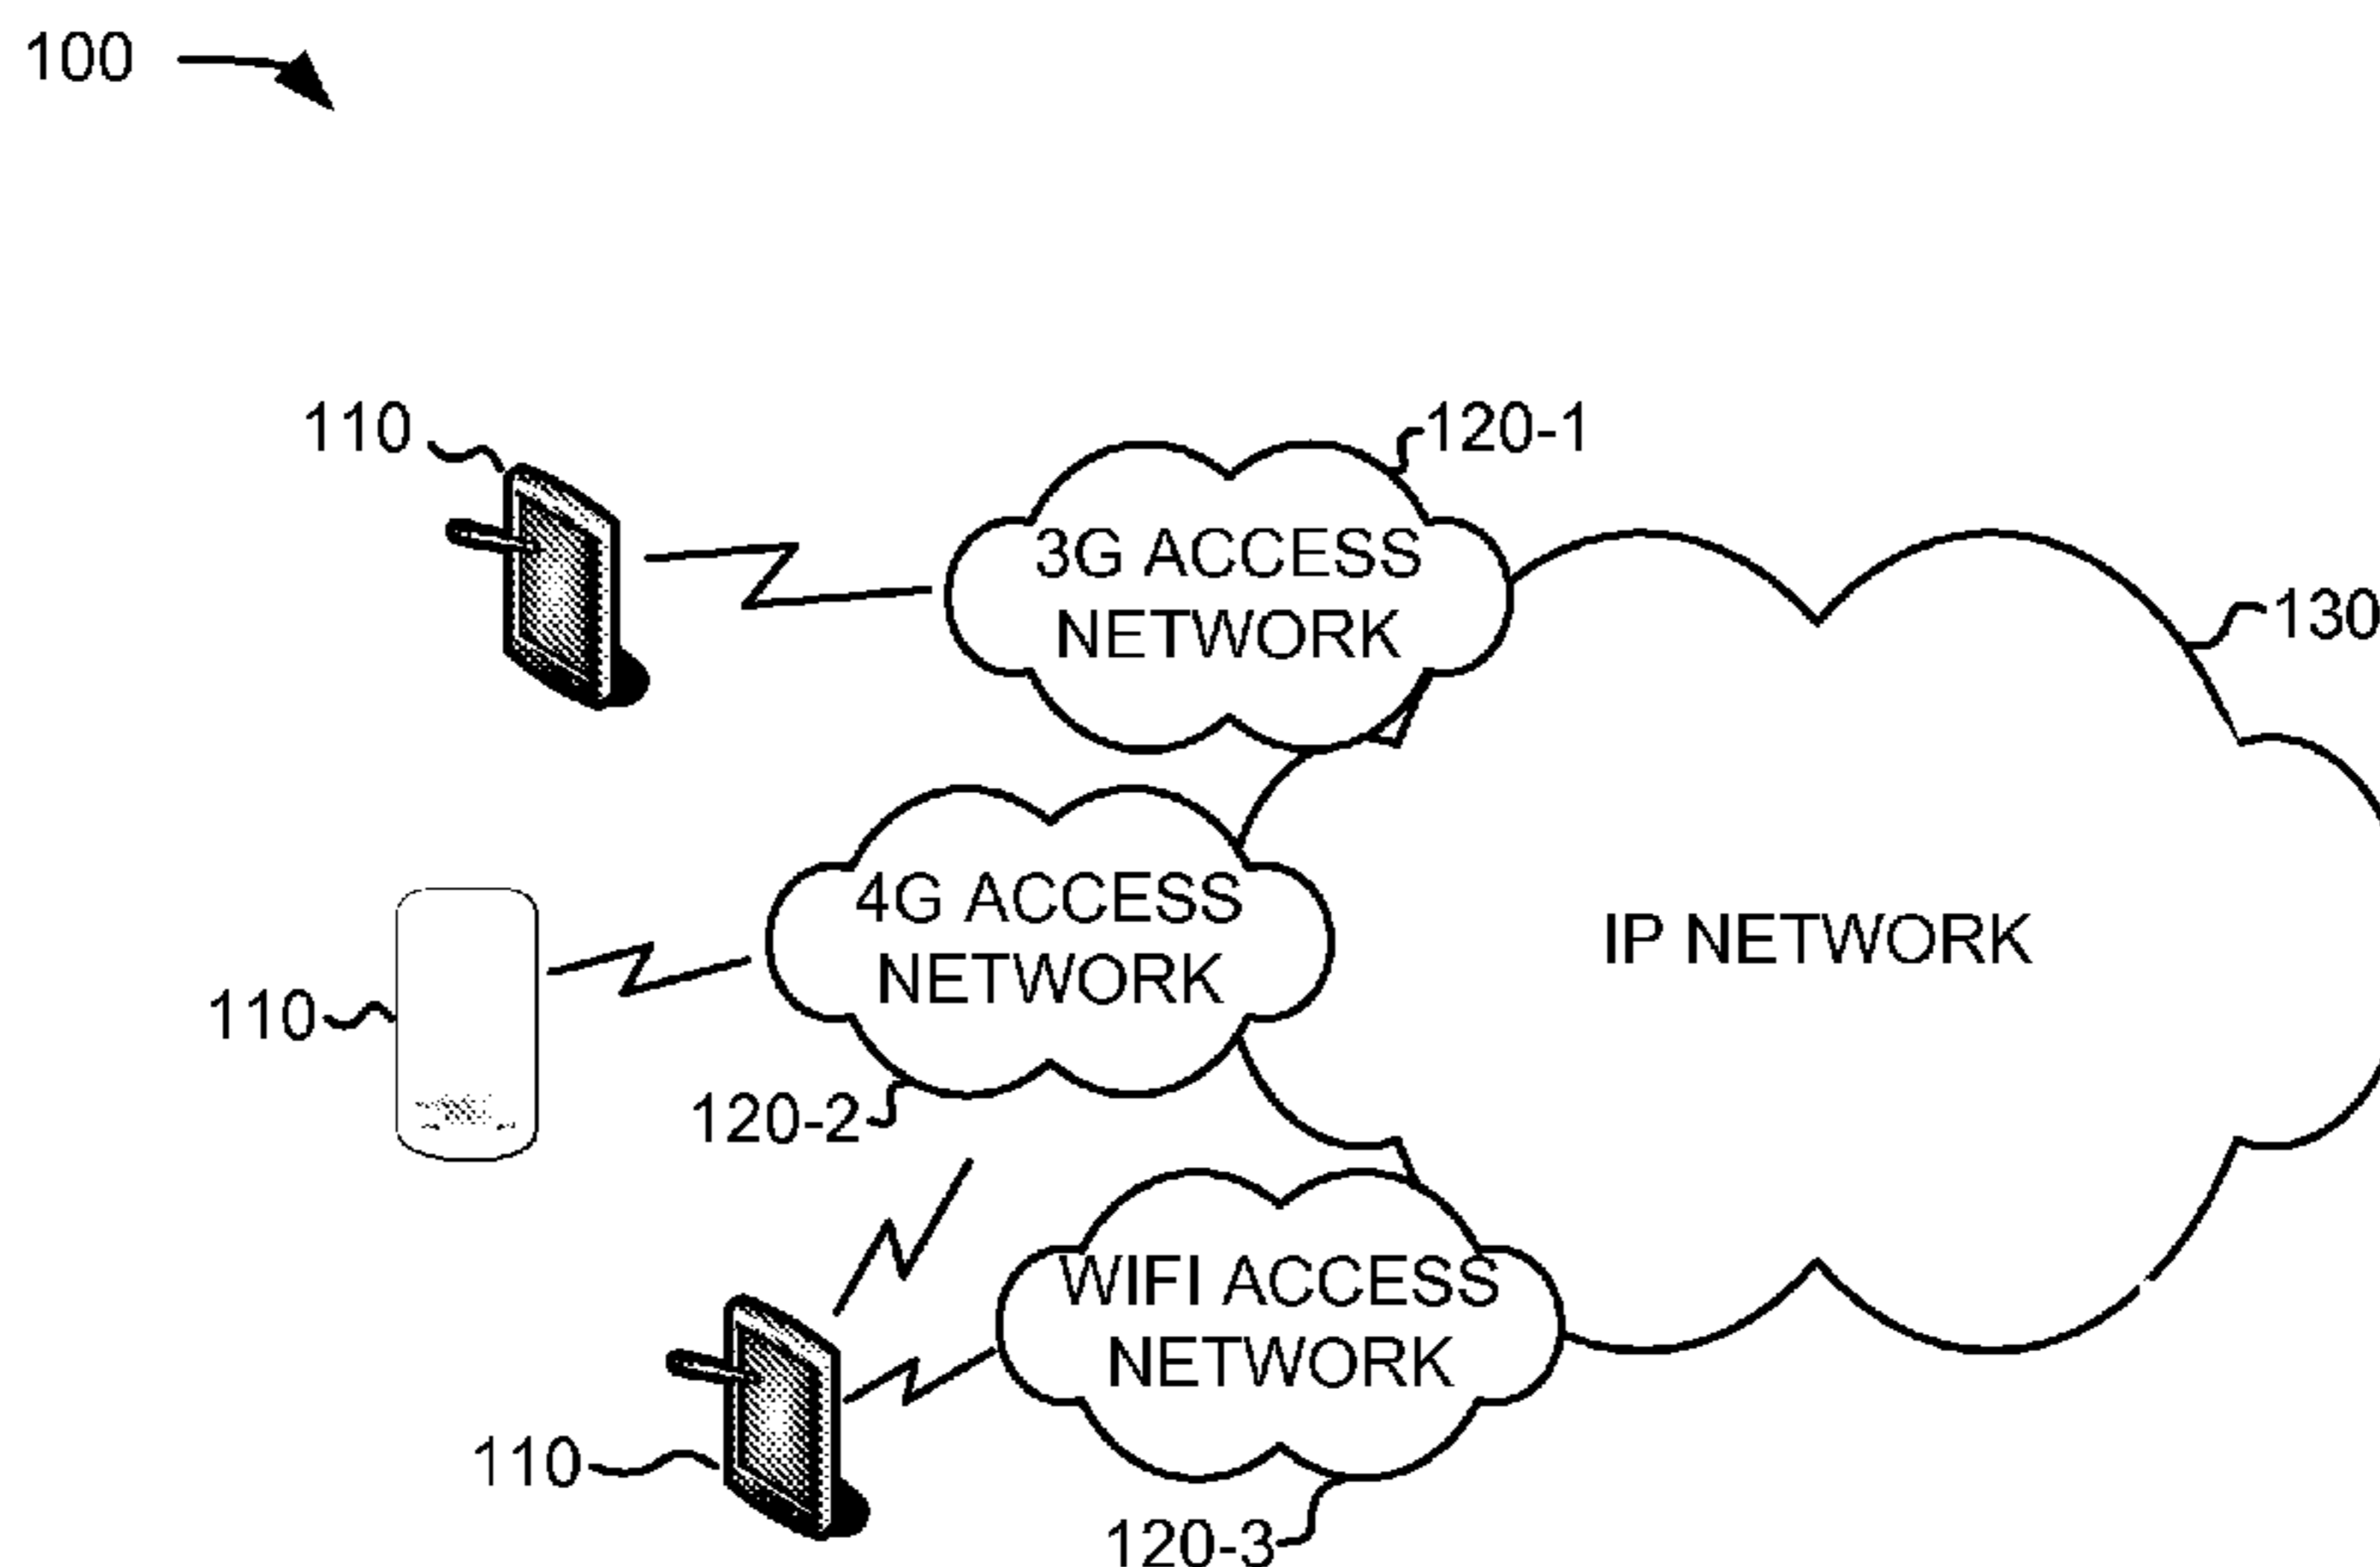 100
110
120-1
3G ACCESS
NETWORK
130
4G ACCESS
NETWORK
IP NETWORK
110
120-2
WIFI ACCESS
NETWORK
110
120-3